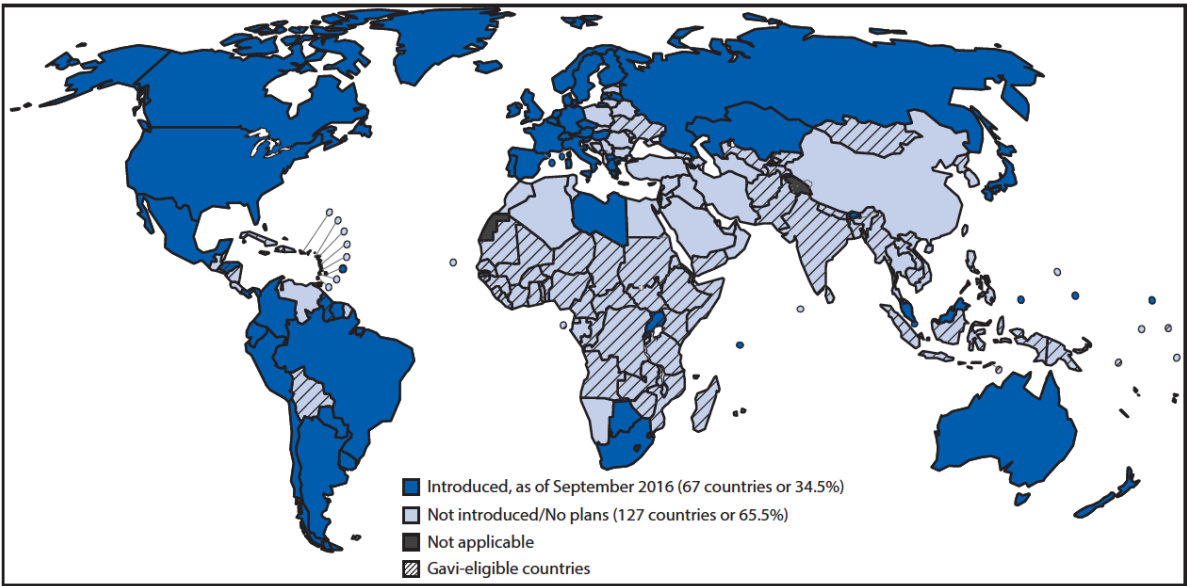 Introduced, as of September 2016 (67 countries or 34.5%)
Not introduced/No plans (127 countries or 65.5%)
Not applicable
Gavi-eligible countries